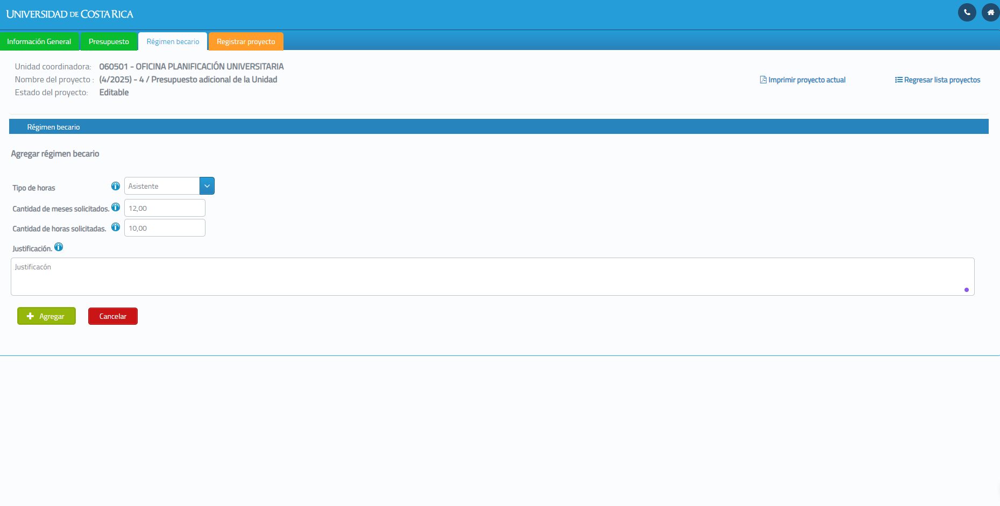 UNIVERSIDAD DE COSTA RICA
Información General Presupuesto Régimen becario Registrar proyecto
Unidad coordinadora: 060501 - OFICINA PLANIFICACIÓN UNIVERSITARIA
Nombre del proyecto : (4/2025) - 4 / Presupuesto adicional de la Unidad
Imprimir proyecto actual Regresar lista proyectos
Estado del proyecto: Editable
Régimen becario
Agregar régimen becario
Tipo de horas Asistente
Cantidad de meses solicitados. 12,00
Cantidad de horas solicitadas. 10,00
Justificación.
Justificacón
Agregar Cancelar